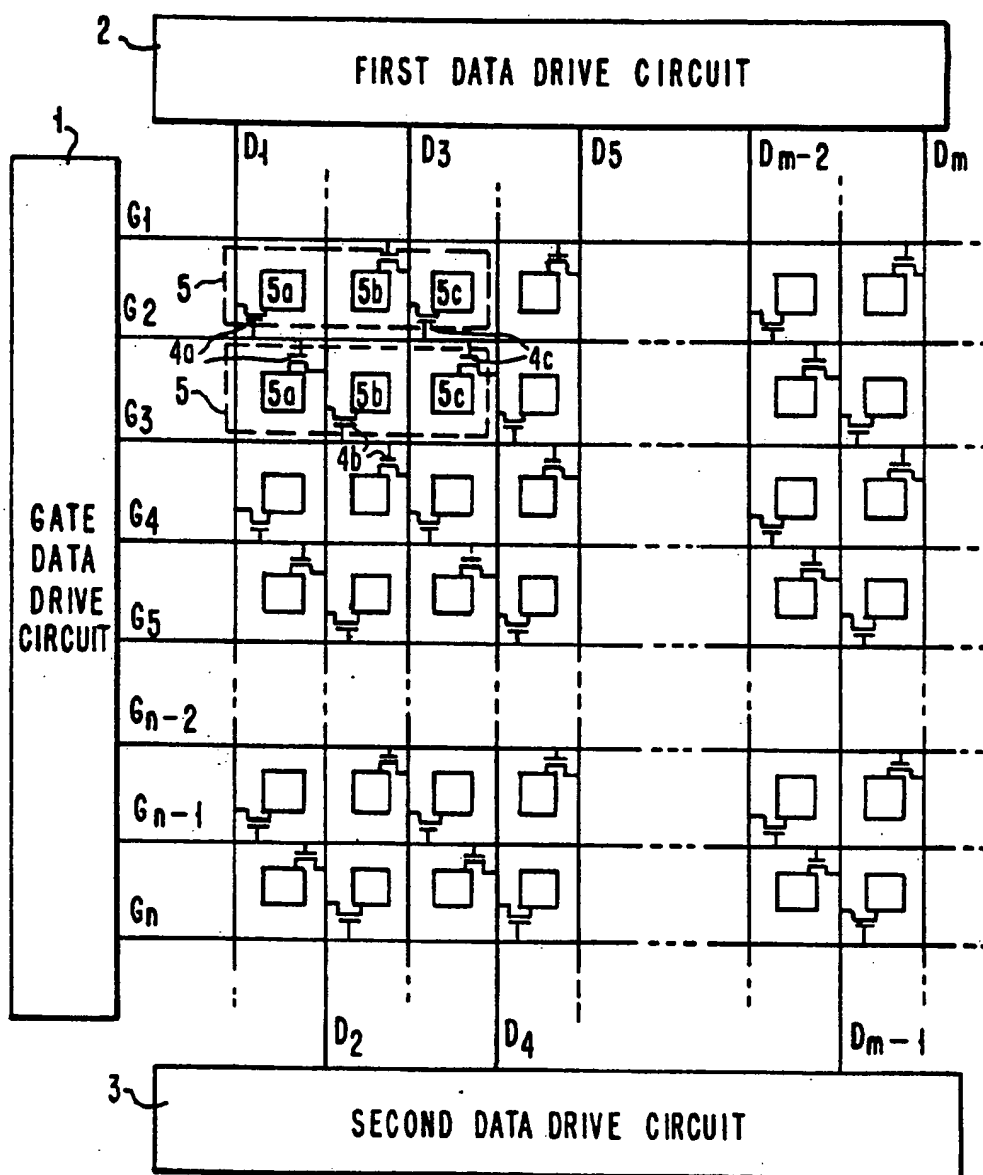 2
FIRST DATA DRIVE CIRCUIT
1
D1 D3 D5 Dm-2 Dm
G1
5 5a 5b 5c
G2
4a 4c
5 5a 5b 5c
G3
4b
G4
GATE DATA DRIVE CIRCUIT
G5
Gn-2
Gn-1
Gn
D2 D4 Dm-1
3
SECOND DATA DRIVE CIRCUIT